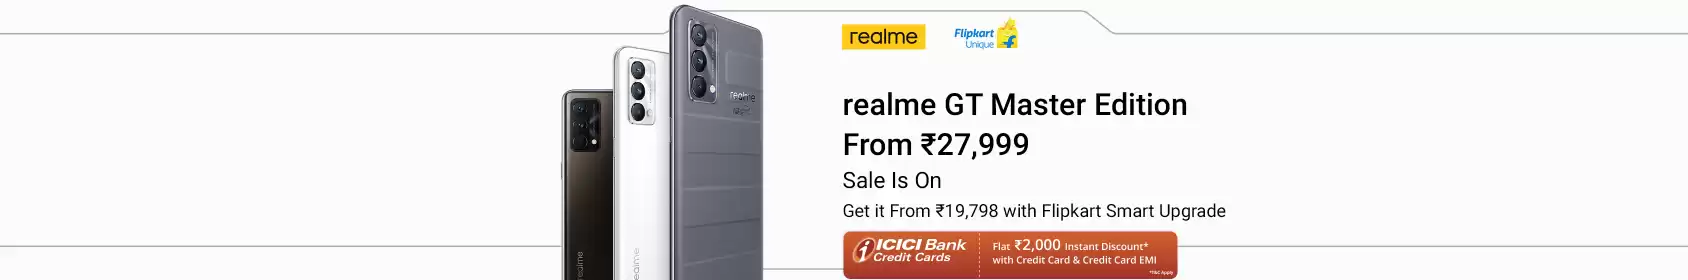 realme
Flipkart
Unique
realme GT Master Edition
From ₹27,999
Sale Is On
Get it From ₹19,798 with Flipkart Smart Upgrade
ICICI Bank
Credit Cards
Flat ₹2,000 Instant Discount*
with Credit Card & Credit Card EMI
*T&C Apply
realme
realme
realme